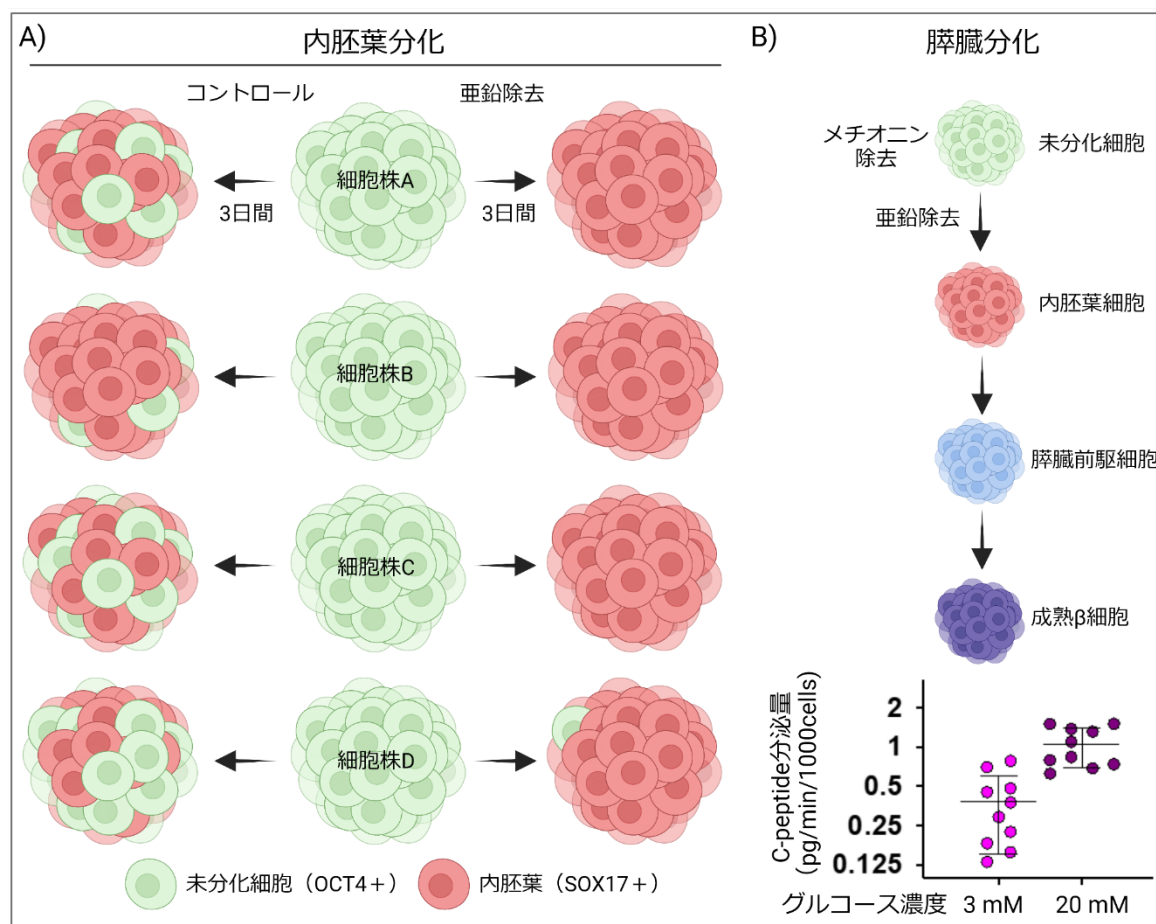 A)
内胚葉分化
コントロール
亜鉛除去
細胞株A
3日間
3日間
細胞株B
細胞株C
細胞株D
未分化細胞（OCT4＋）
内胚葉（SOX17＋）
B)
膵臓分化
メチオニン
除去
未分化細胞
亜鉛除去
内胚葉細胞
膵臓前駆細胞
成熟β細胞
C-peptide分泌量
(pg/min/1000cells)
2
1
0.5
0.25
0.125
グルコース濃度
3 mM
20 mM